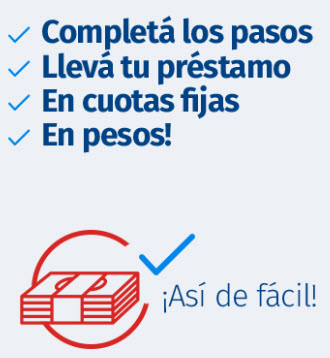 Completá los pasos
Llevá tu préstamo
En cuotas fijas
En pesos!
¡Así de fácil!